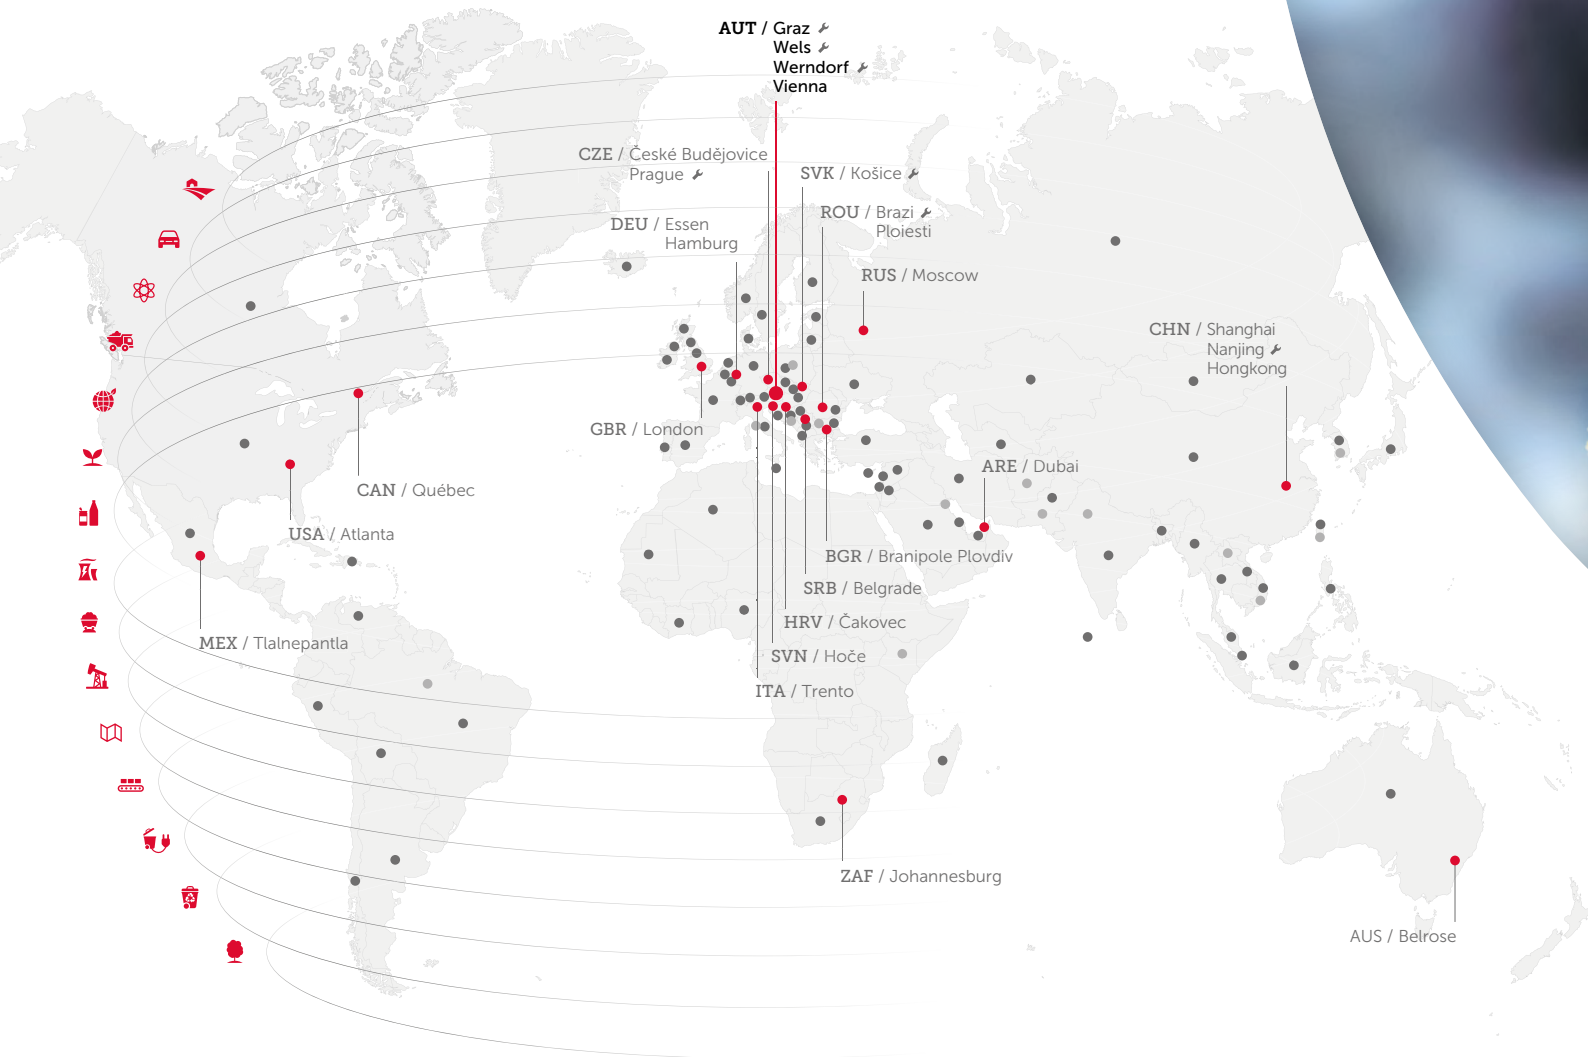 AUT / Graz
Wels
Werndorf
Vienna
CZE / České Budějovice
Prague
SVK / Košice
DEU / Essen
Hamburg
ROU / Brazi
Ploiesti
RUS / Moscow
CHN / Shanghai
Nanjing
Hongkong
GBR / London
ARE / Dubai
CAN / Québec
USA / Atlanta
BGR / Branipole Plovdiv
SRB / Belgrade
HRV / Čakovec
MEX / Tlalnepantla
SVN / Hoče
ITA / Trento
ZAF / Johannesburg
AUS / Belrose